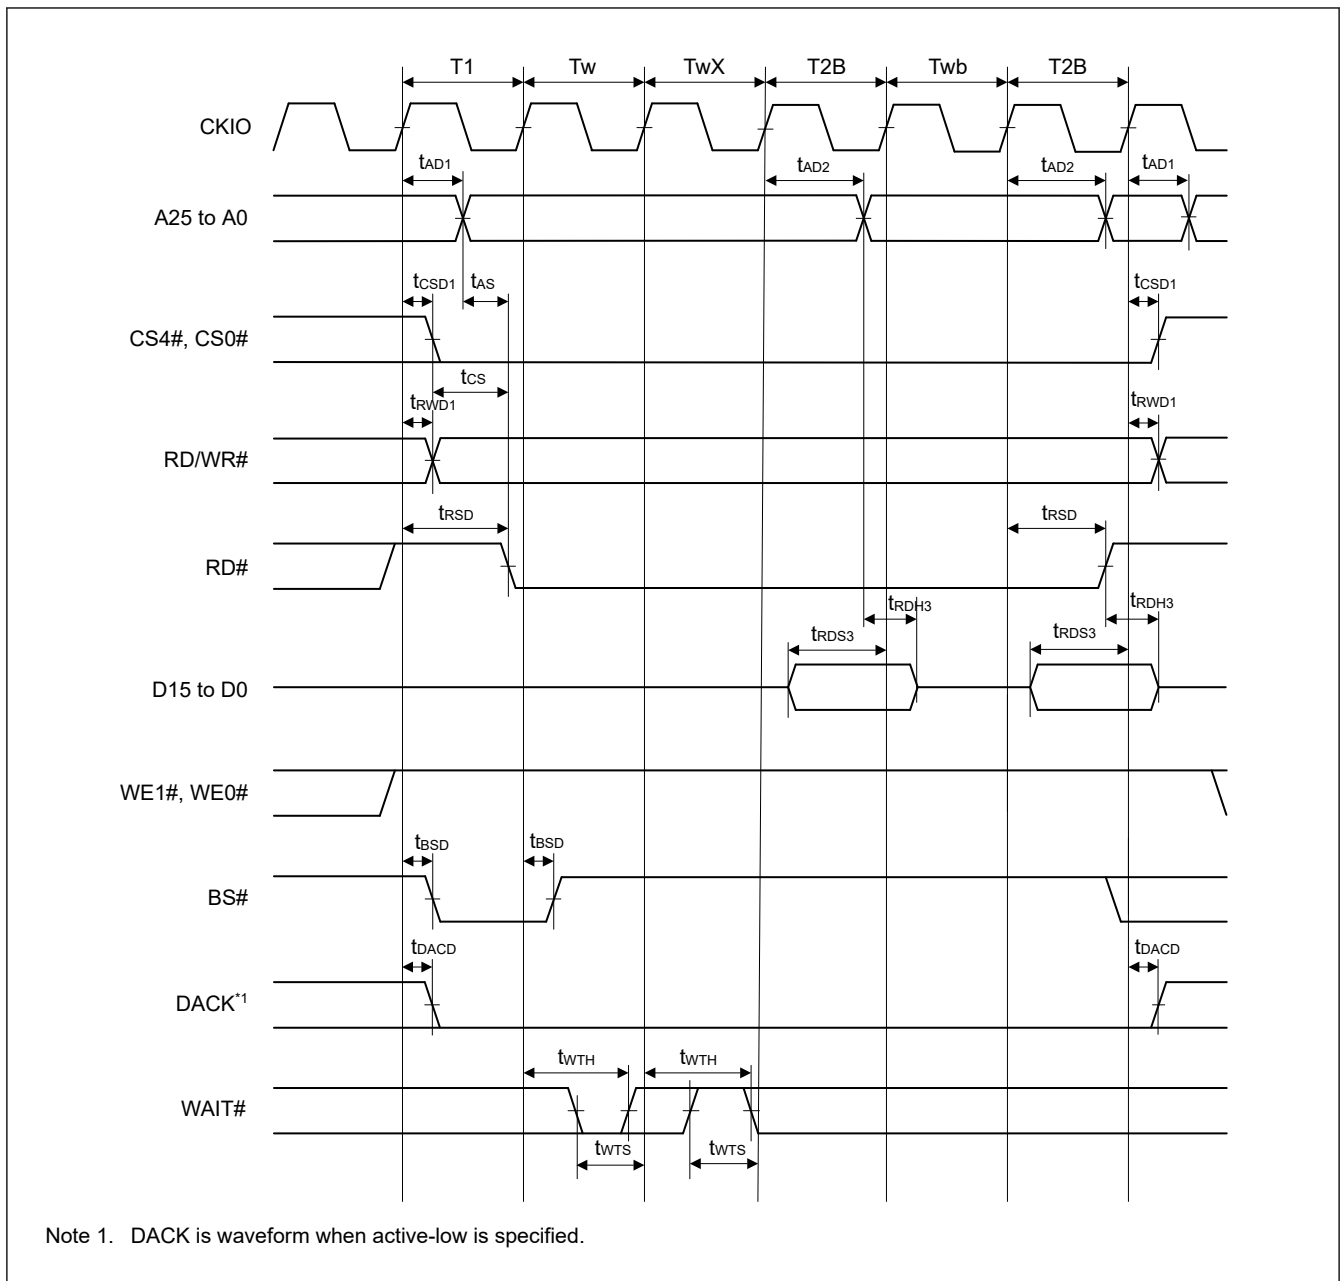 T1 Tw TwX T2B Twb T2B
CKIO
tAD1 tAD2 tAD2 tAD1
A25 to A0
tCSD1 tAS tCSD1
CS4#, CS0#
tCS
tRWD1 tRWD1
RD/WR#
tRSD tRSD
RD#
tRDH3 tRDH3
tRDS3 tRDS3
D15 to D0
WE1#, WE0#
tBSD tBSD
BS#
tDACD tDACD
DACK*1
tWTH tWTH
WAIT#
tWTS tWTS
Note 1. DACK is waveform when active-low is specified.